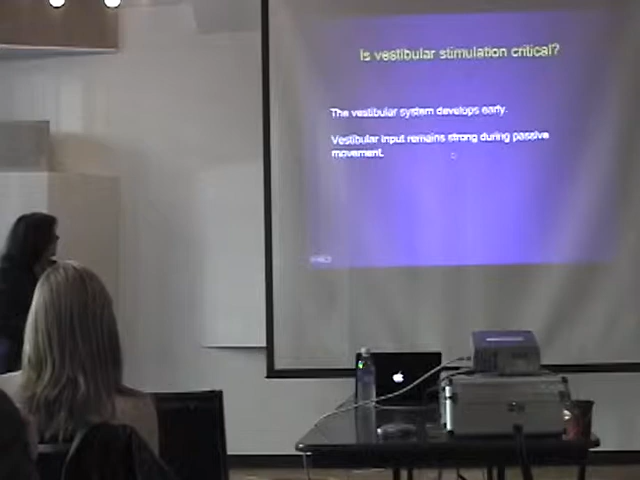 Is vestibular stimulation critical?
The vestibular system develops early.
Vestibular input remains strong during passive
movement.